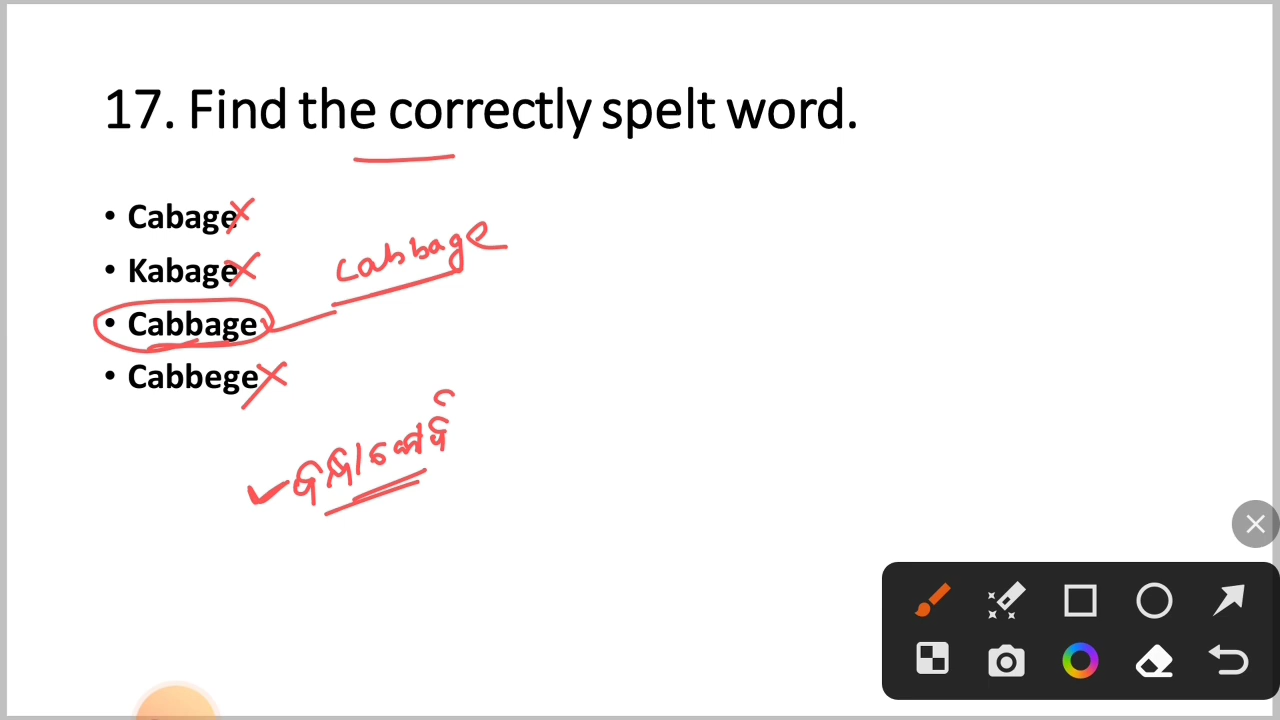 17. Find the correctly spelt word.
• Cabage
• Kabage
cabbage
• Cabbage
• Cabbege